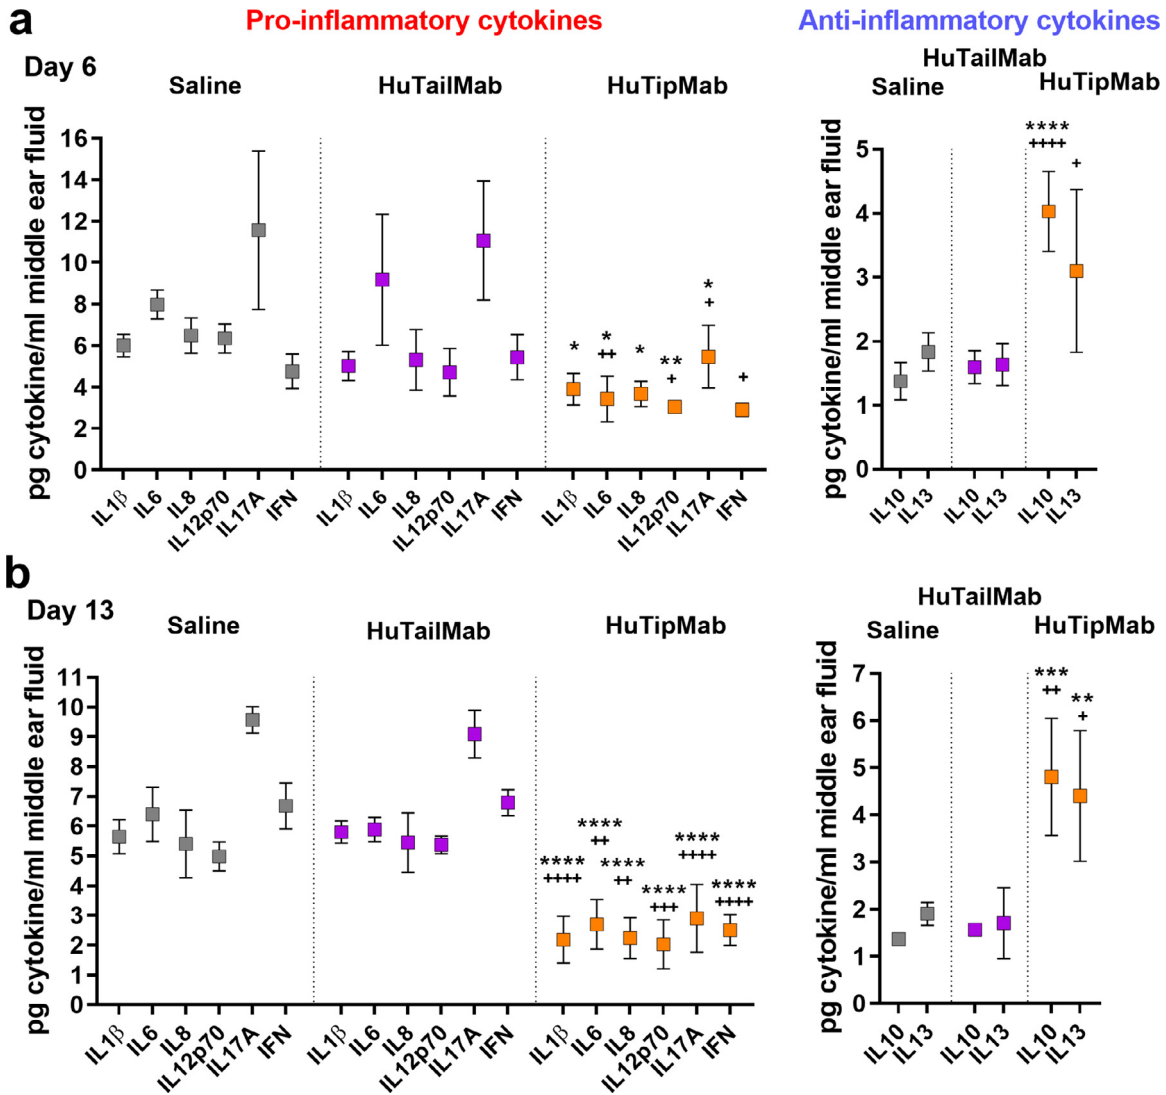 a
Pro-inflammatory cytokines
Anti-inflammatory cytokines
Day 6
Saline
HuTailMab
HuTipMab
pg cytokine/ml middle ear fluid
16
14
12
10
8
6
4
2
0
*
*
++
*
**
+
*
+
+
IL1β IL6 IL8 IL12p70 IL17A IFN
IL1β IL6 IL8 IL12p70 IL17A IFN
IL1β IL6 IL8 IL12p70 IL17A IFN
HuTailMab
Saline
HuTipMab
pg cytokine/ml middle ear fluid
5
4
3
2
1
0
****
++++
+
IL10 IL13
IL10 IL13
IL10 IL13
b
Day 13
Saline
HuTailMab
HuTipMab
pg cytokine/ml middle ear fluid
11
10
9
8
7
6
5
4
3
2
1
0
****
++++
****
++
****
++
****
+++
****
++++
****
++++
IL1β IL6 IL8 IL12p70 IL17A IFN
IL1β IL6 IL8 IL12p70 IL17A IFN
IL1β IL6 IL8 IL12p70 IL17A IFN
HuTailMab
Saline
HuTipMab
pg cytokine/ml middle ear fluid
7
6
5
4
3
2
1
0
***
++
**
+
IL10 IL13
IL10 IL13
IL10 IL13